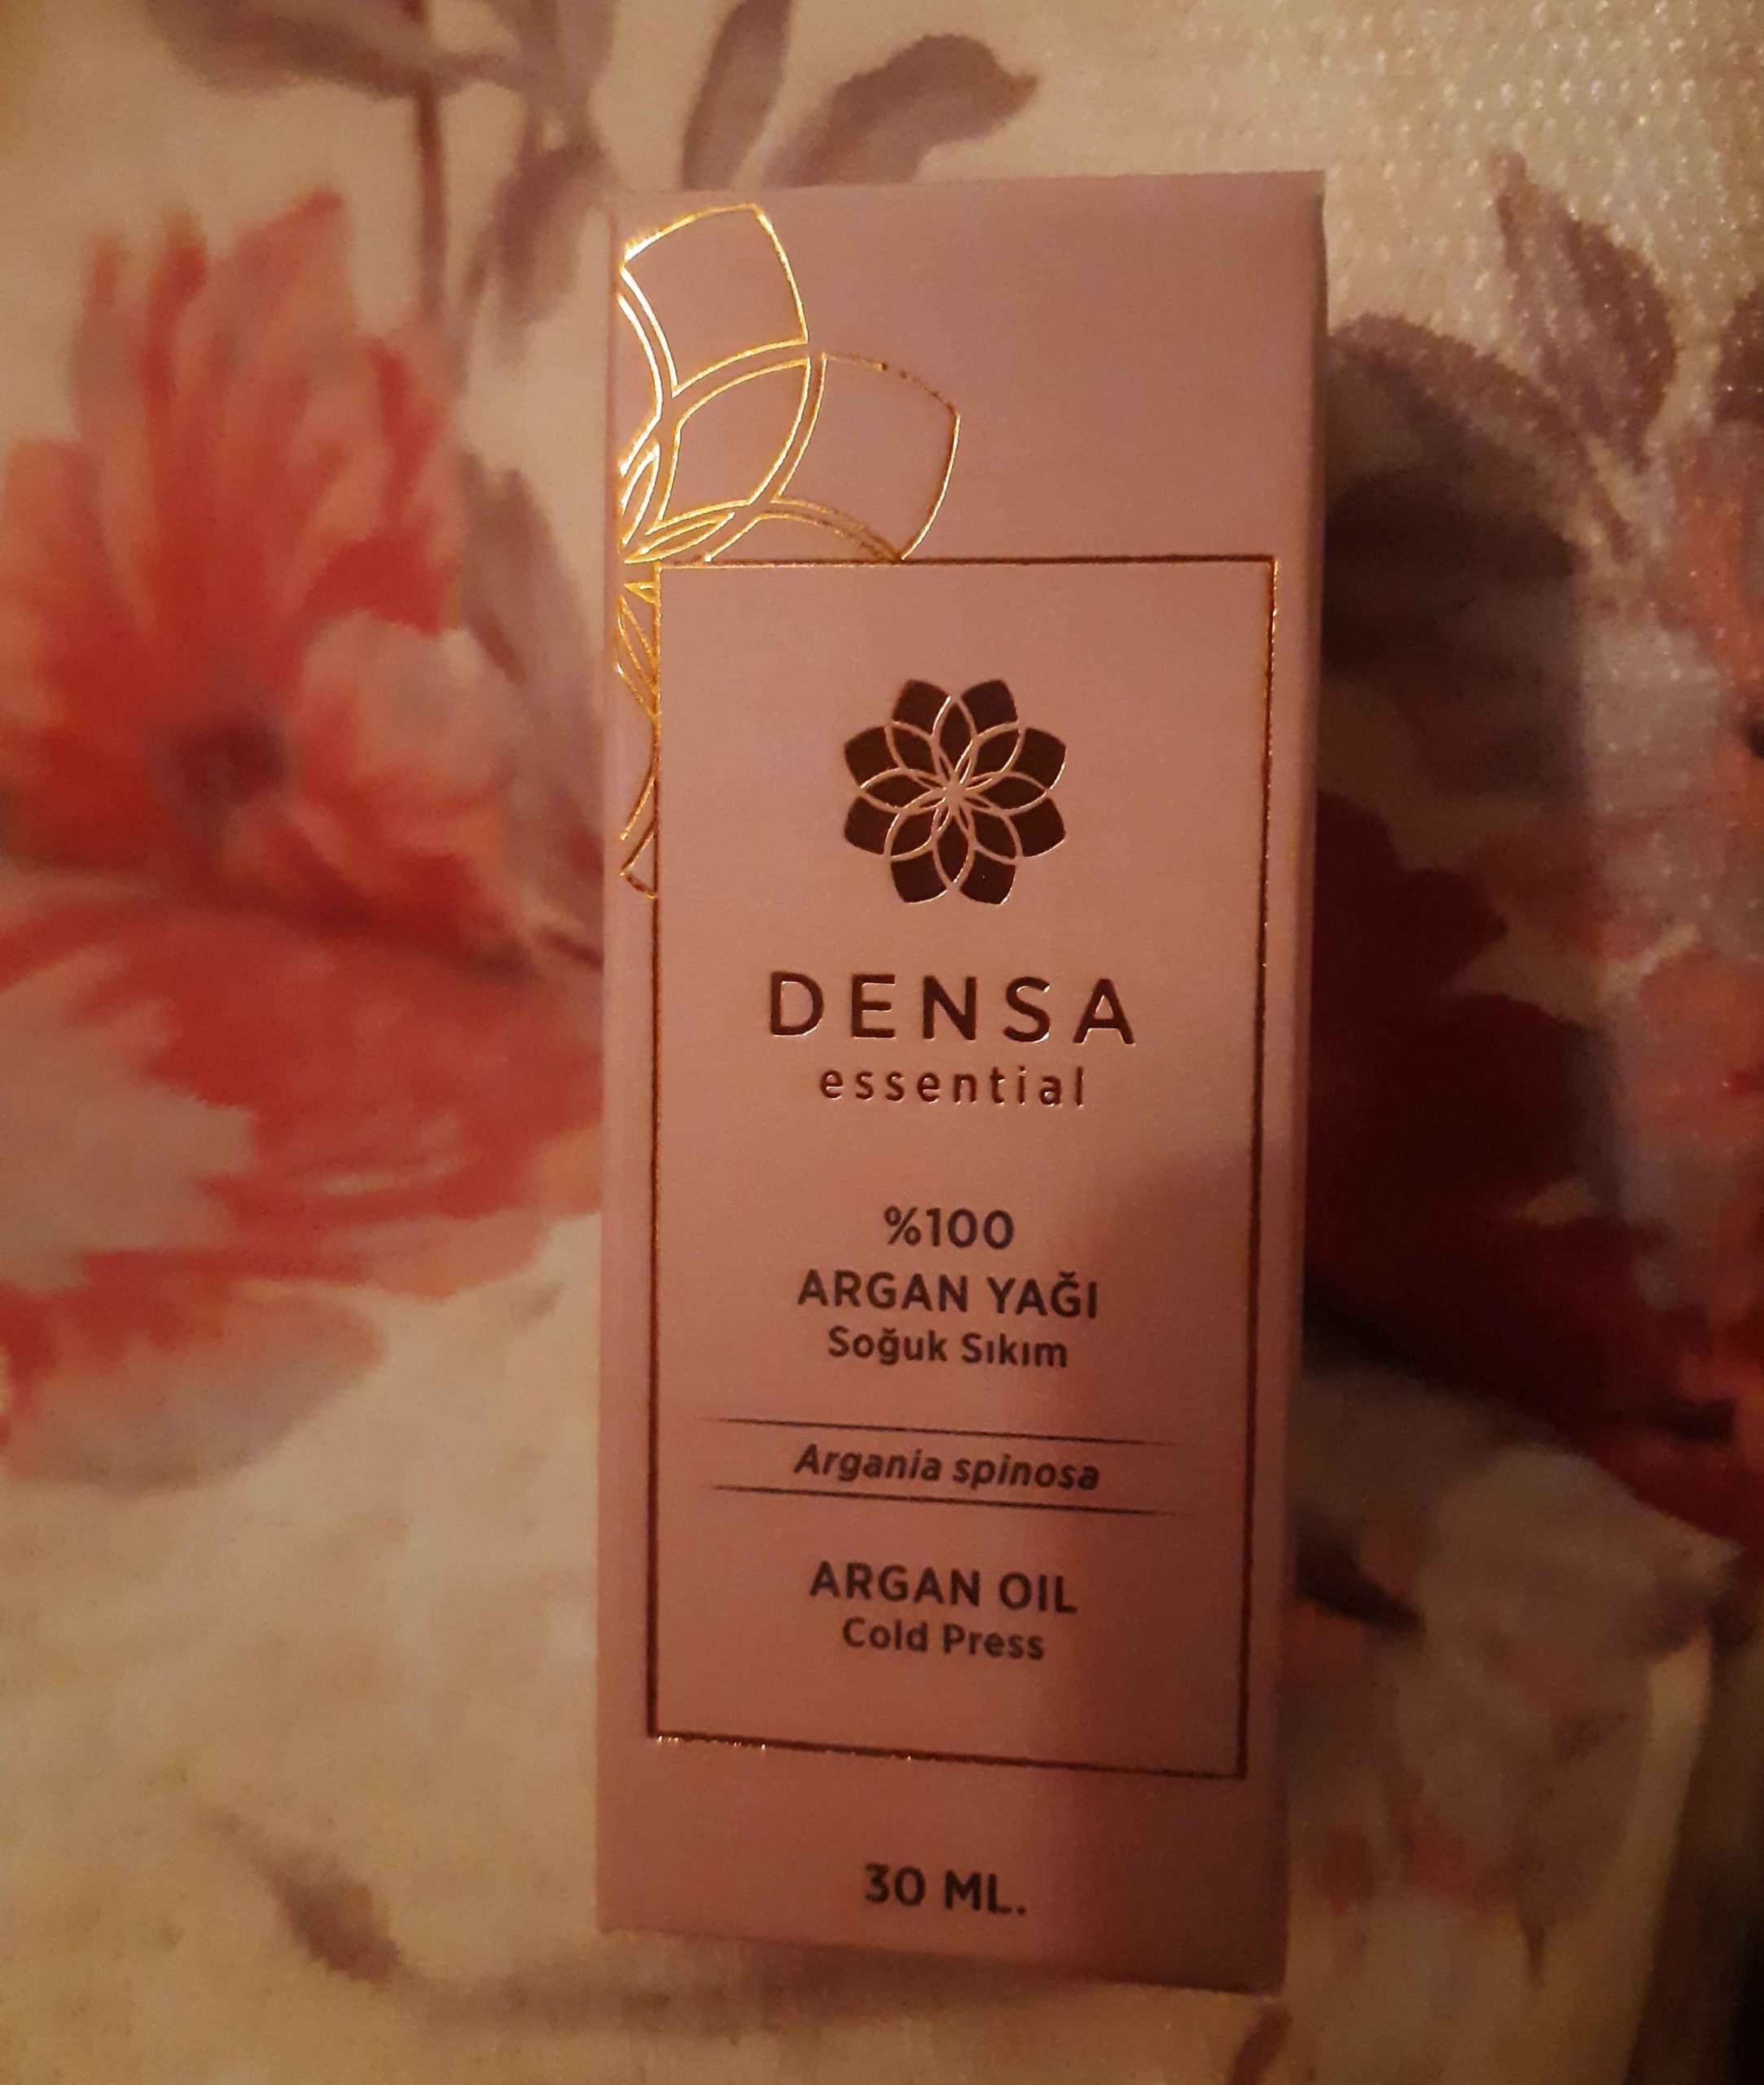 DENSA
essential
%100
ARGAN YAĞI
Soğuk Sıkım
Argania spinosa
ARGAN OIL
Cold Press
30 ML.